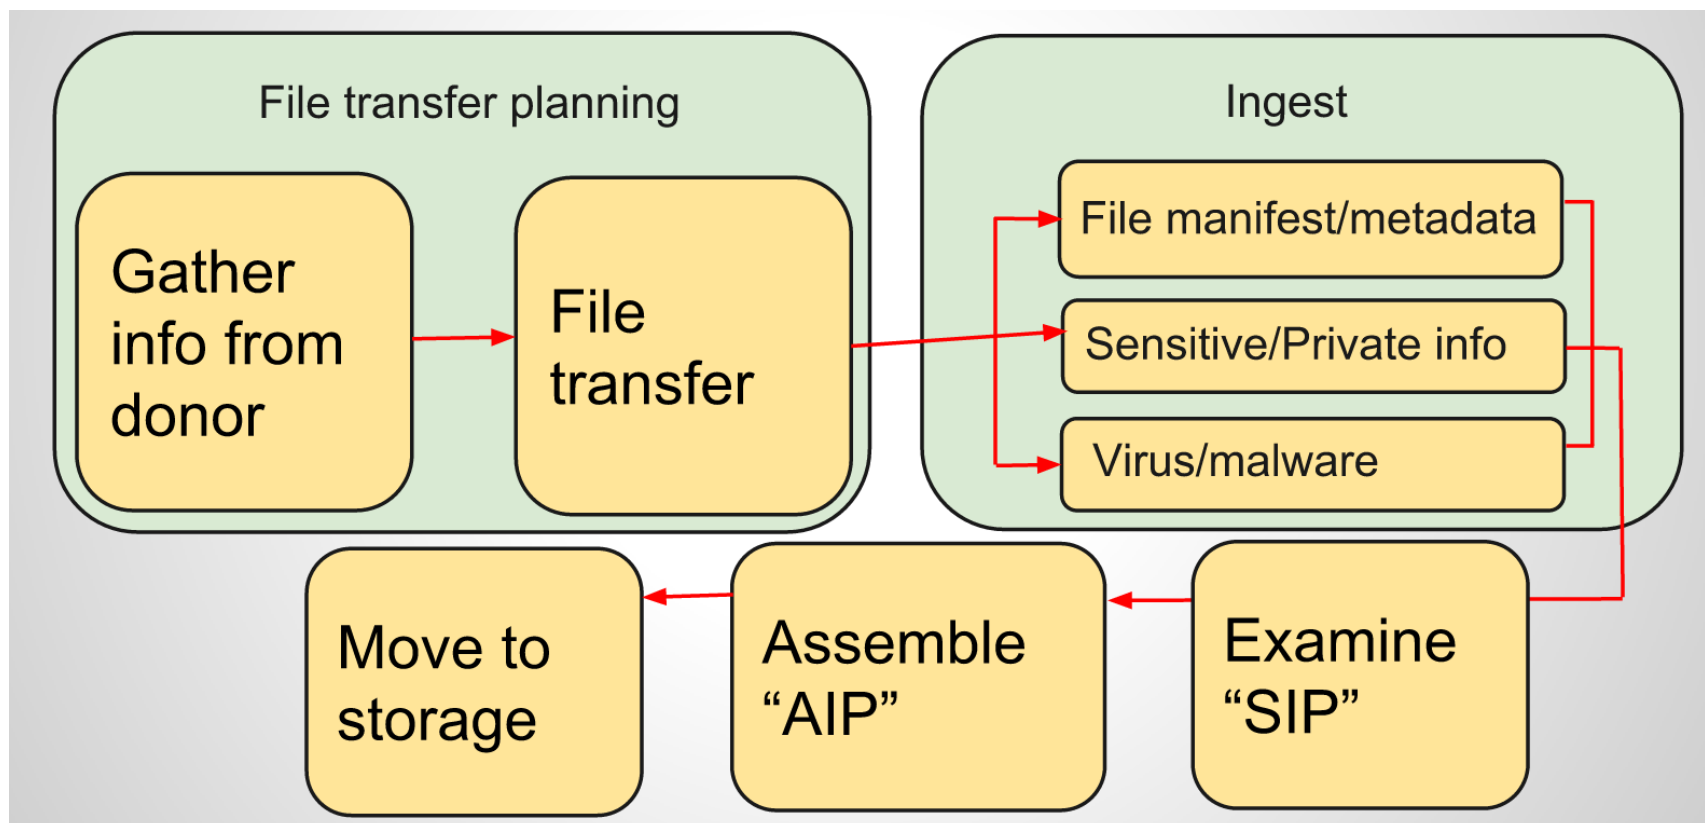 File transfer planning
Gather
info from
donor
File
transfer
Ingest
File manifest/metadata
Sensitive/Private info
Virus/malware
Examine
“SIP”
Assemble
“AIP”
Move to
storage